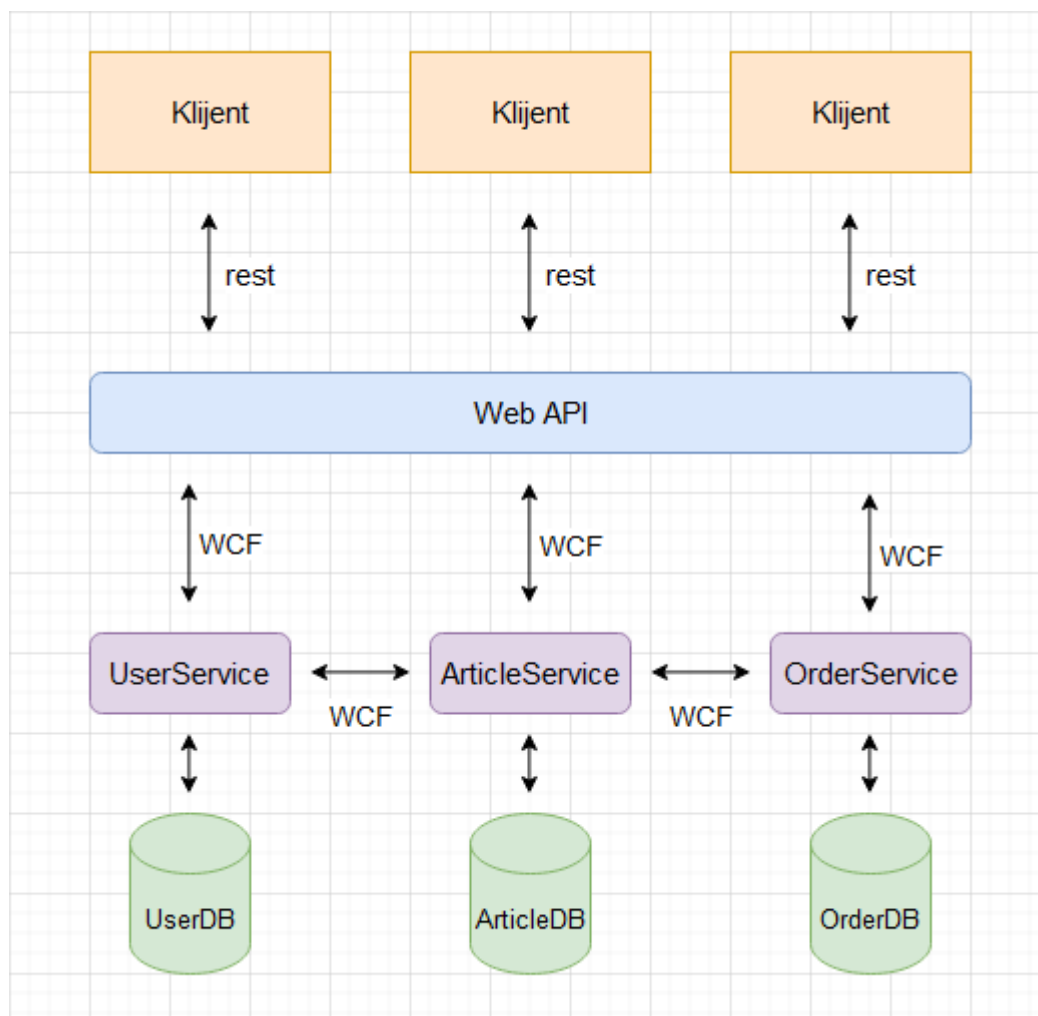 Klijent
Klijent
Klijent
rest
rest
rest
Web API
WCF
WCF
WCF
UserService
ArticleService
OrderService
WCF
WCF
UserDB
ArticleDB
OrderDB